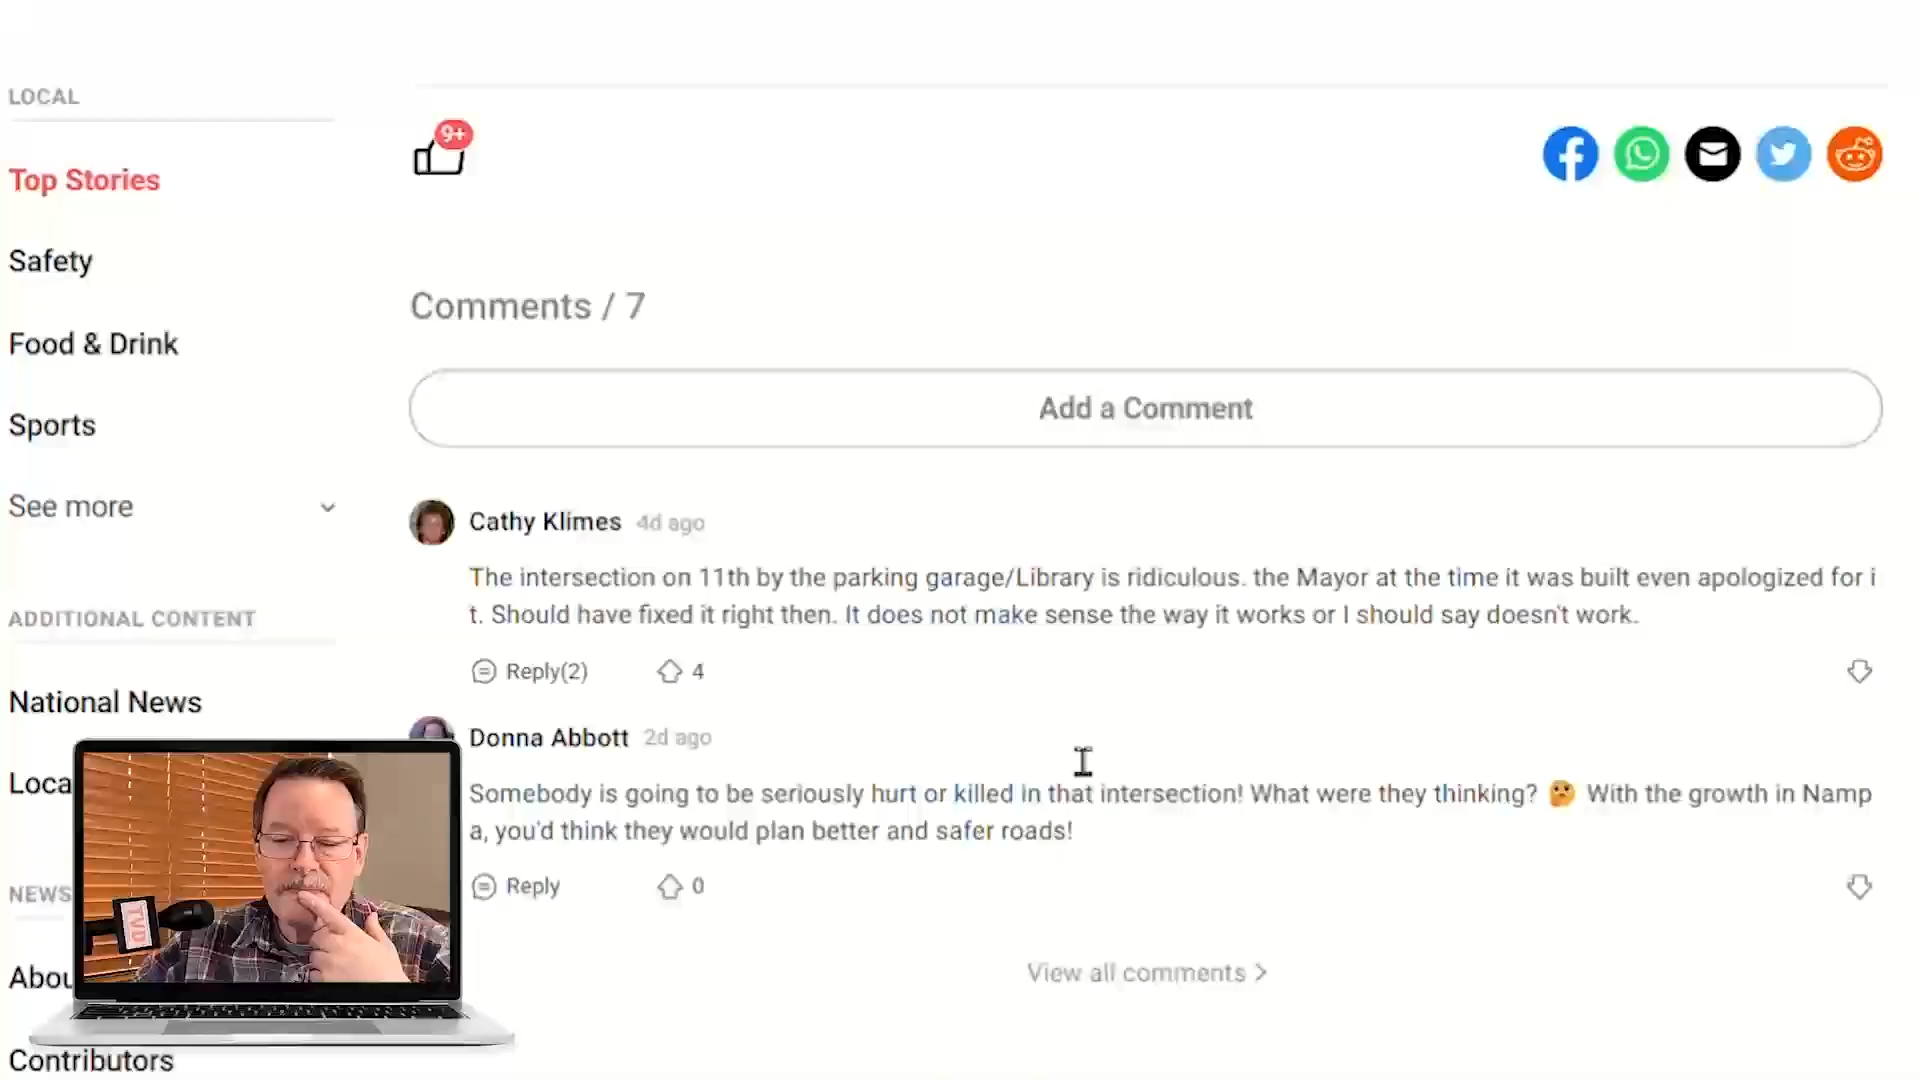 LOCAL
Top Stories
Safety
Food & Drink
Sports
See more
ADDITIONAL CONTENT
National News
Loca
NEWS
Abou
Contributors
9+
Comments / 7
Add a Comment
Cathy Klimes 4d ago
The intersection on 11th by the parking garage/Library is ridiculous. the Mayor at the time it was built even apologized for i
t. Should have fixed it right then. It does not make sense the way it works or I should say doesn't work.
Reply(2) 4
Donna Abbott 2d ago
Somebody is going to be seriously hurt or killed in that intersection! What were they thinking? 🤔 With the growth in Namp
a, you'd think they would plan better and safer roads!
Reply 0
View all comments >
TVD